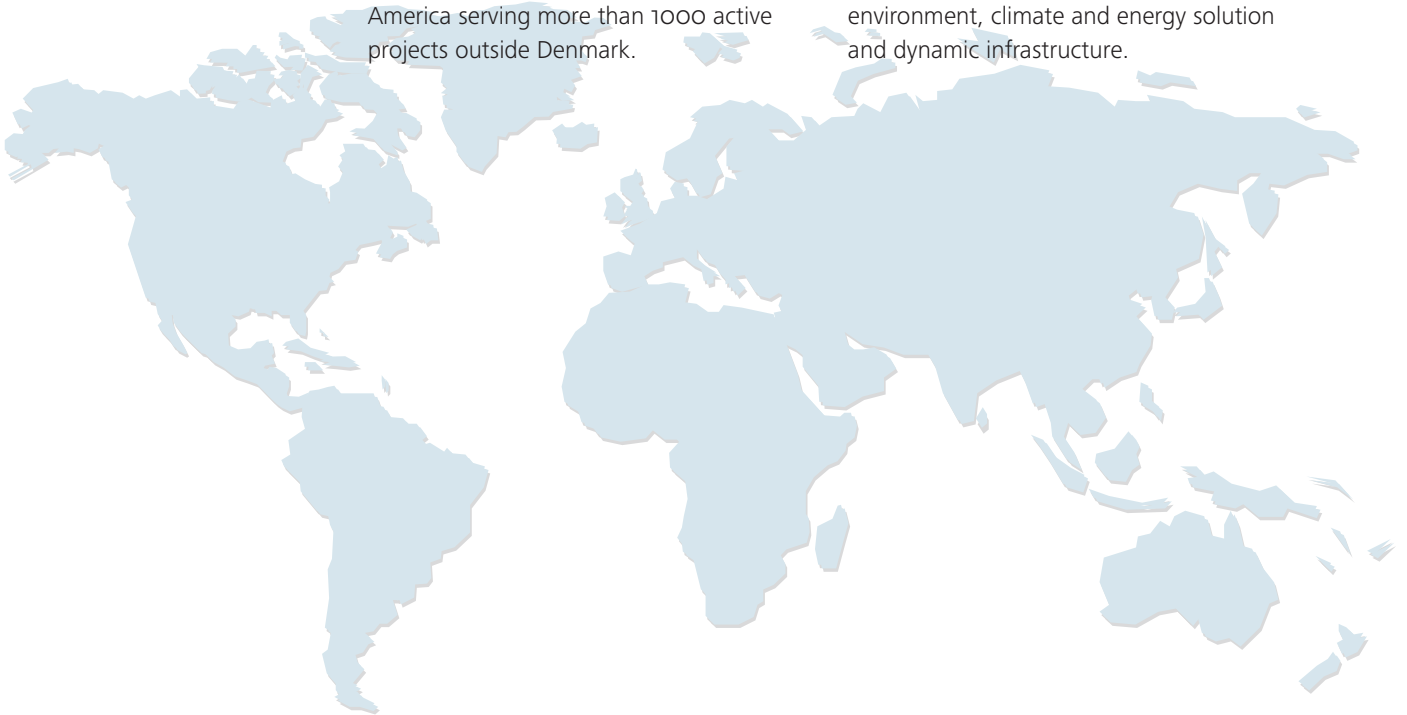 America serving more than 1000 active
projects outside Denmark.
environment, climate and energy solution
and dynamic infrastructure.